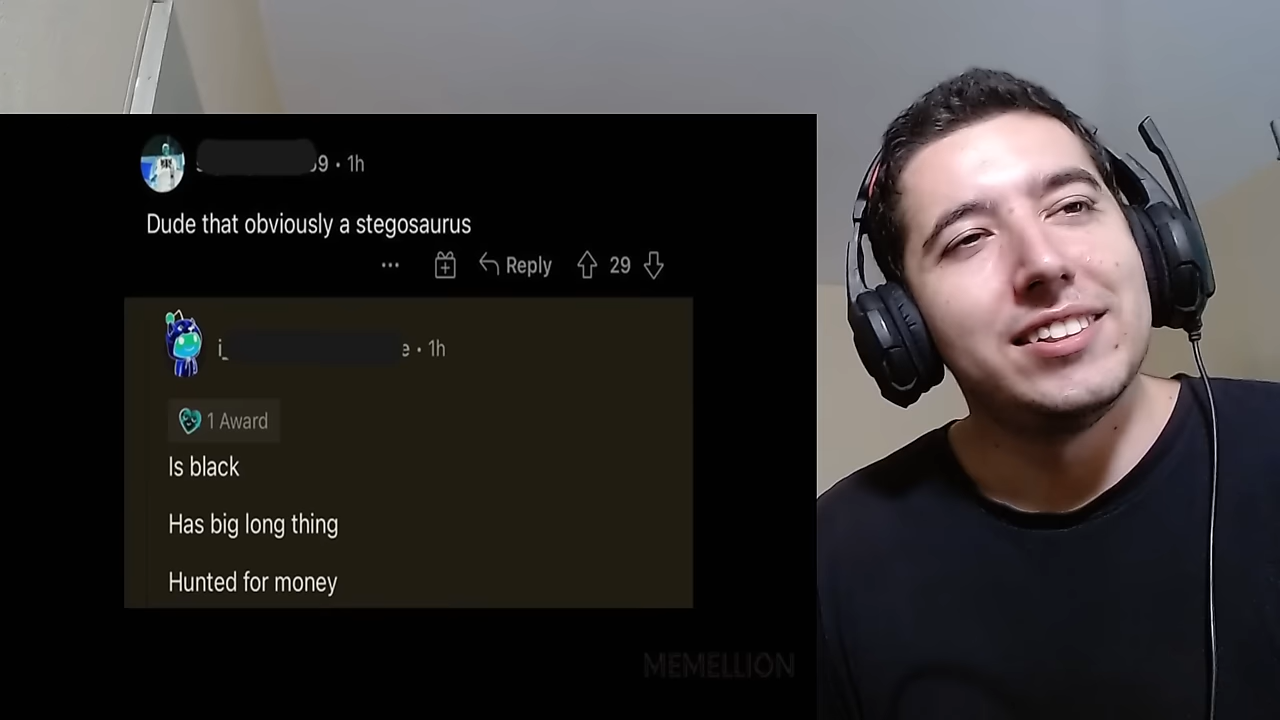 9 · 1h
Dude that obviously a stegosaurus
Reply 29
i_ e · 1h
1 Award
Is black
Has big long thing
Hunted for money
MEMELLION